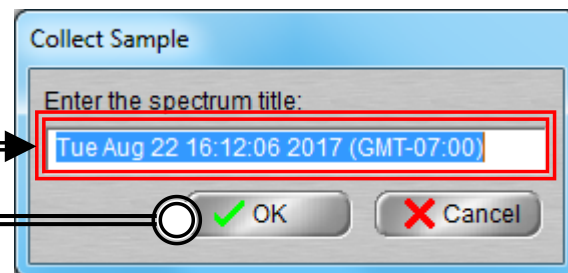 Collect Sample
Enter the spectrum title:
Tue Aug 22 16:12:06 2017 (GMT-07:00)
OK Cancel